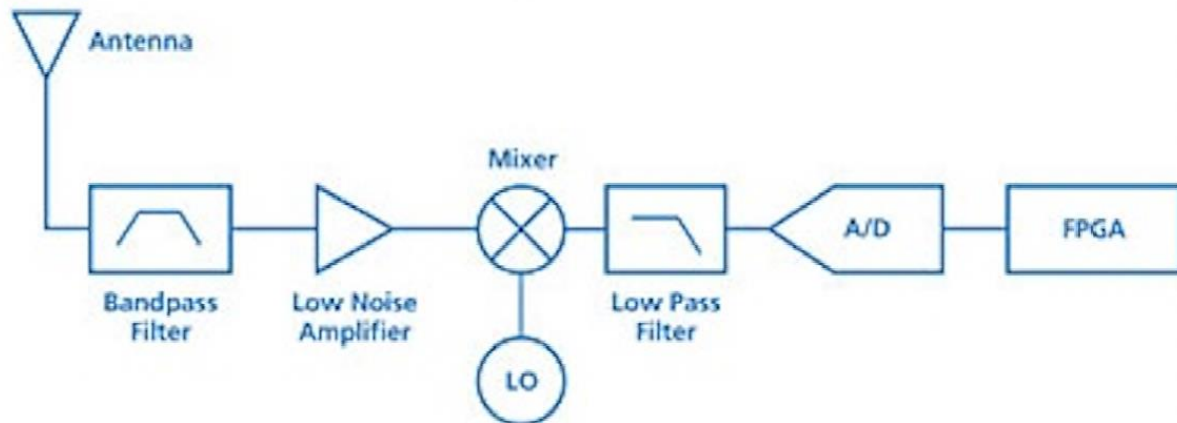 Antenna
Mixer
A/D
FPGA
Bandpass
Filter
Low Noise
Amplifier
Low Pass
Filter
LO